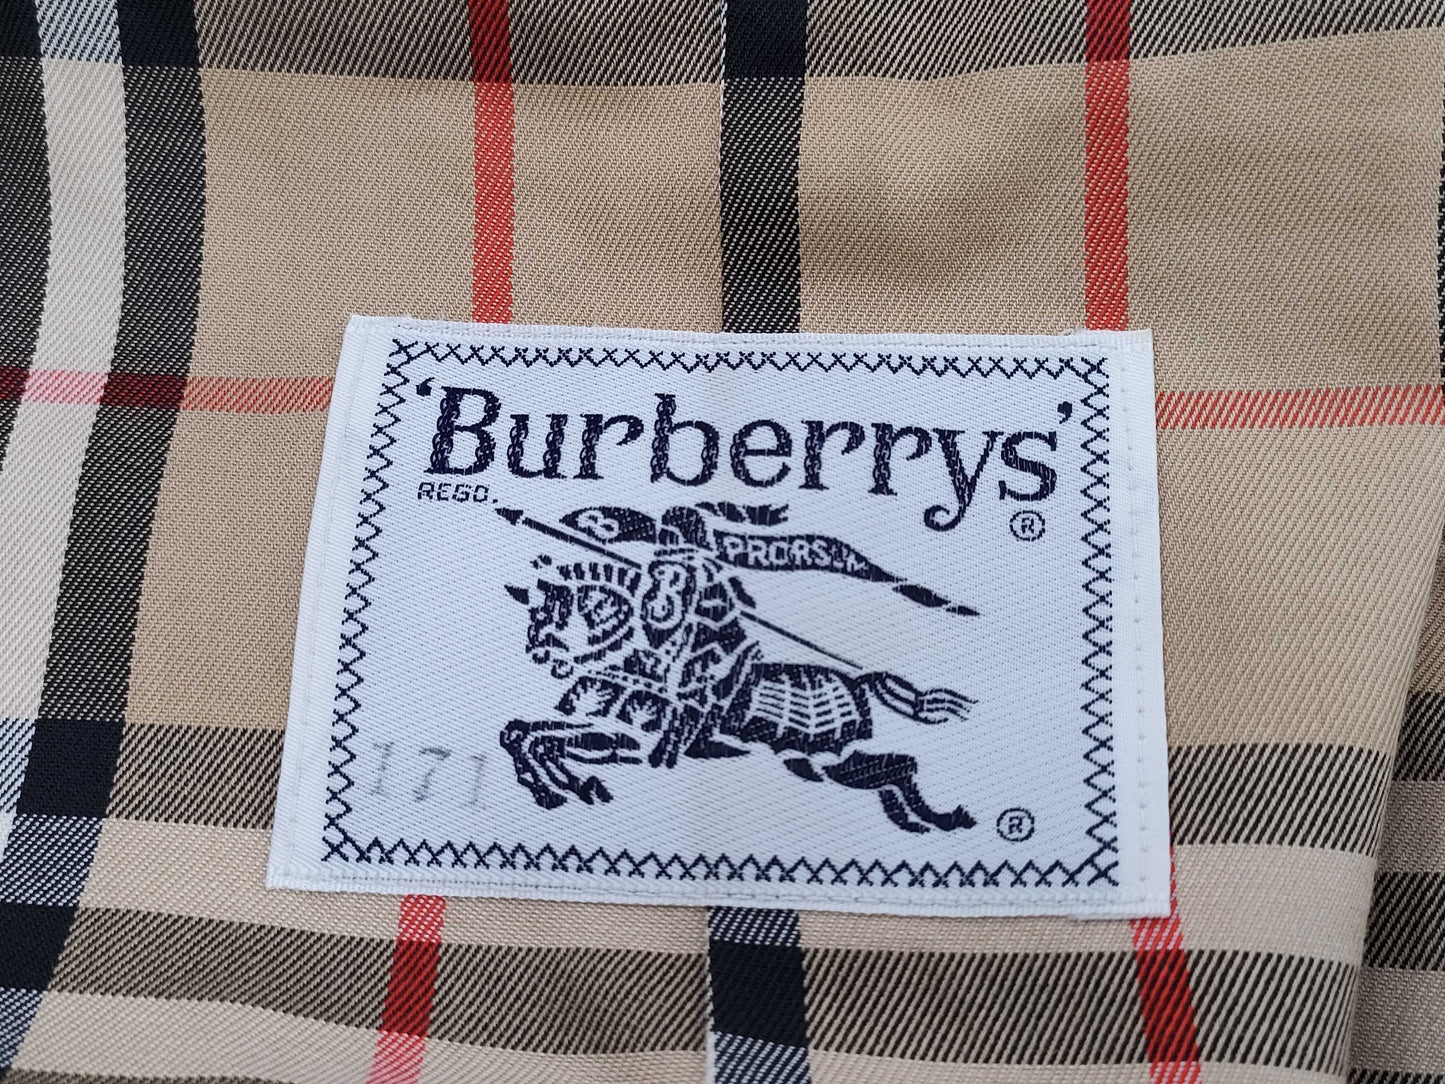 'Burberrys'
REGD.
®
B
PRORSUM
B
171
®